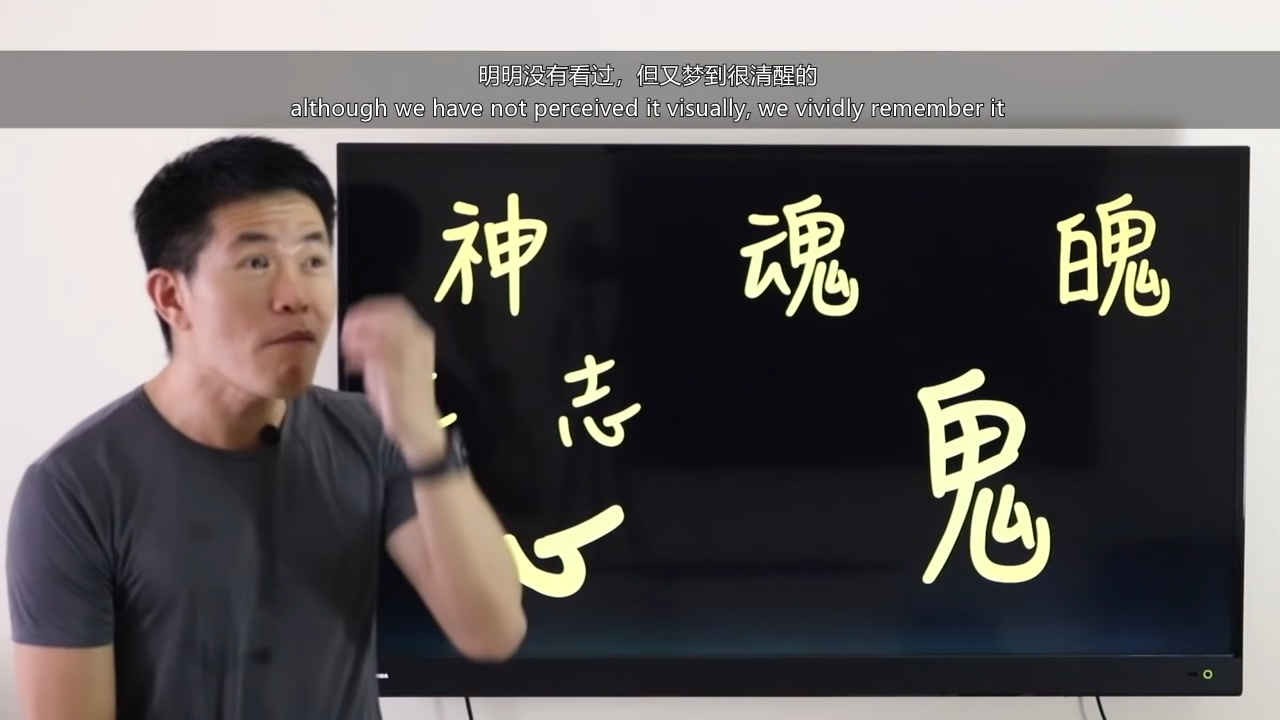 明明没有看过，但又梦到很清醒的
although we have not perceived it visually, we vividly remember it
神 魂 魄
志
鬼